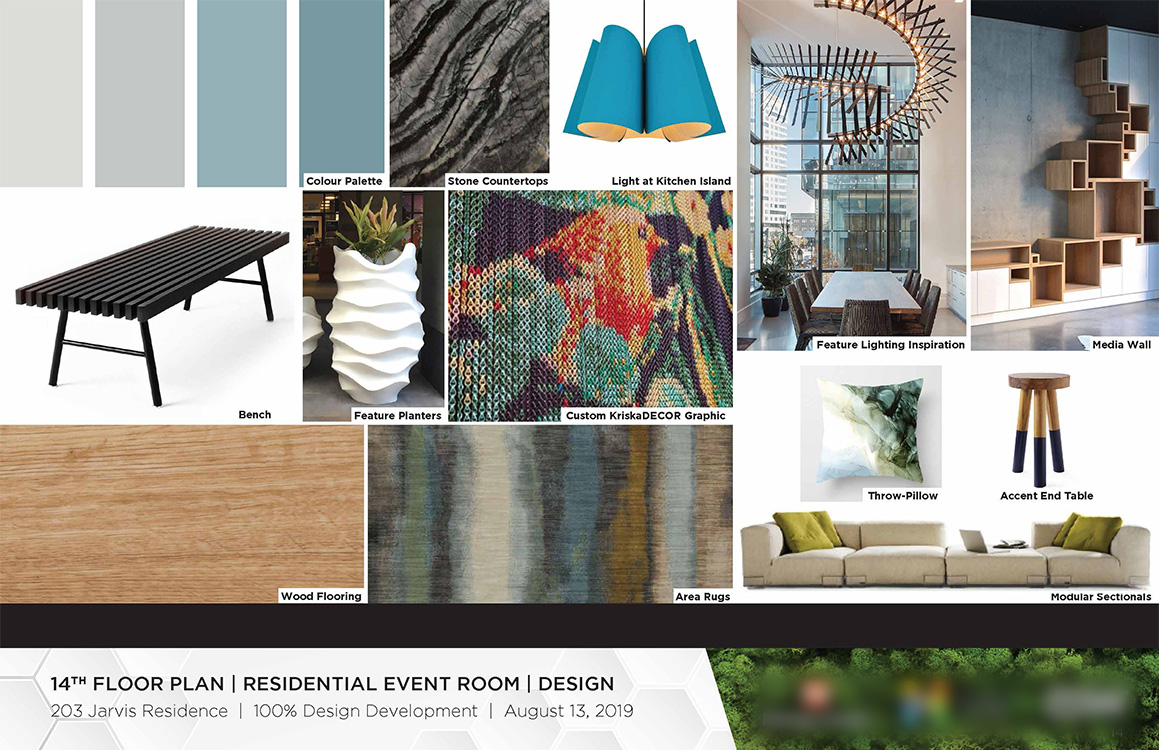 Colour Palette
Stone Countertops
Light at Kitchen Island
Feature Lighting Inspiration
Media Wall
Bench
Feature Planters
Custom KriskaDECOR Graphic
Throw-Pillow
Accent End Table
Wood Flooring
Area Rugs
Modular Sectionals
14TH FLOOR PLAN | RESIDENTIAL EVENT ROOM | DESIGN
203 Jarvis Residence | 100% Design Development | August 13, 2019